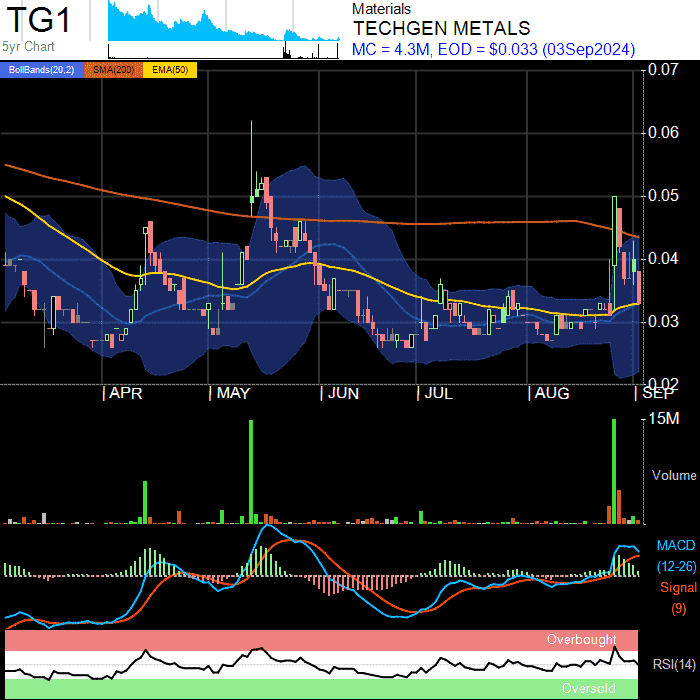 TG1
5yr Chart
Materials
TECHGEN METALS
MC = 4.3M, EOD = $0.033 (03Sep2024)
BollBands(20,2) SMA(200) EMA(50)
0.07
0.06
0.05
0.04
0.03
0.02
APR MAY JUN JUL AUG SEP
15M
Volume
MACD
(12-26)
Signal
(9)
Overbought
RSI(14)
Oversold